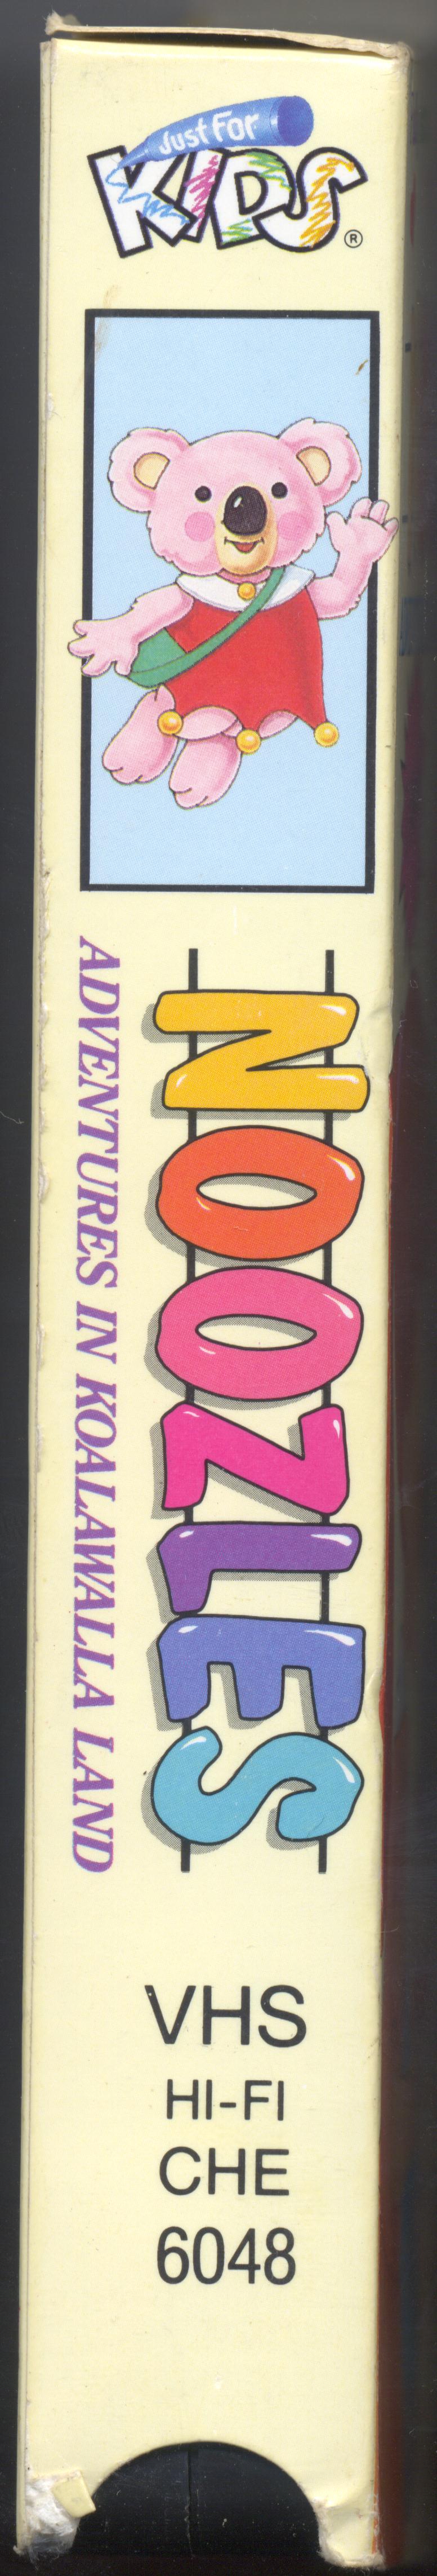 Just For
KIDS®
NOOZLES
ADVENTURES IN KOALAWALLA LAND
VHS
HI-FI
CHE
6048